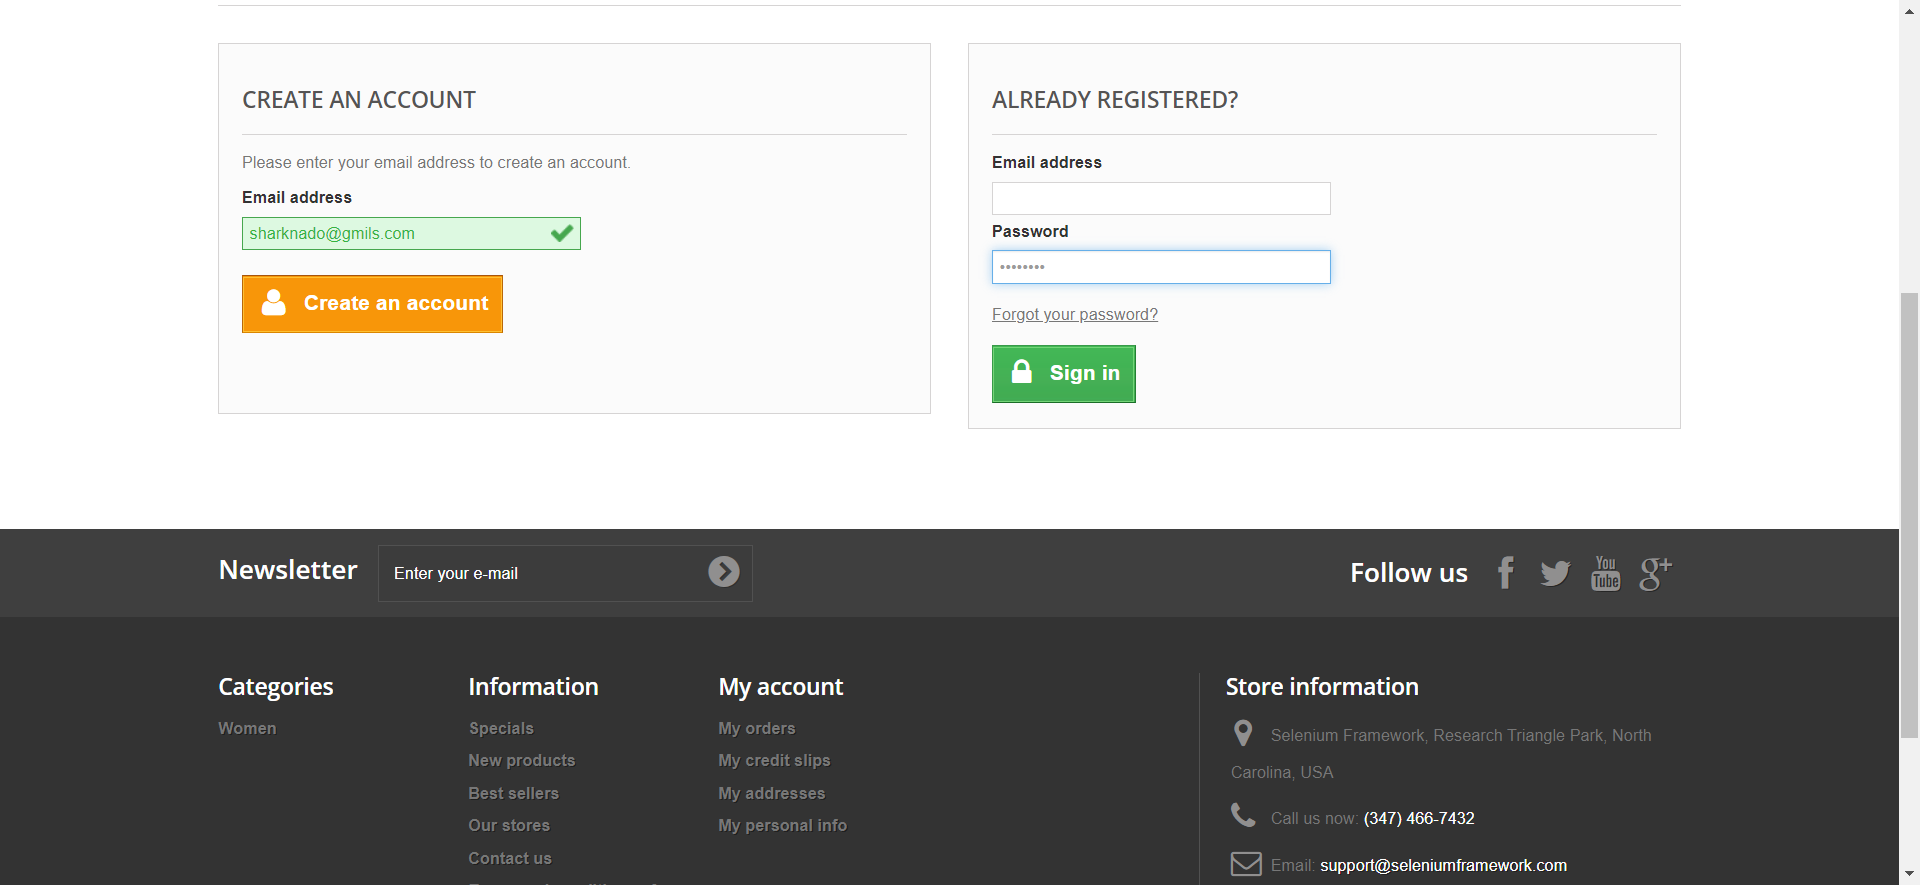 CREATE AN ACCOUNT
Please enter your email address to create an account.
Email address
sharknado@gmils.com
Create an account
ALREADY REGISTERED?
Email address
Password
••••••••
Forgot your password?
Sign in
Newsletter
Enter your e-mail
Follow us
You
Tube
g+
Categories
Women
Information
Specials
New products
Best sellers
Our stores
Contact us
My account
My orders
My credit slips
My addresses
My personal info
Store information
Selenium Framework, Research Triangle Park, North
Carolina, USA
Call us now: (347) 466-7432
Email: support@seleniumframework.com